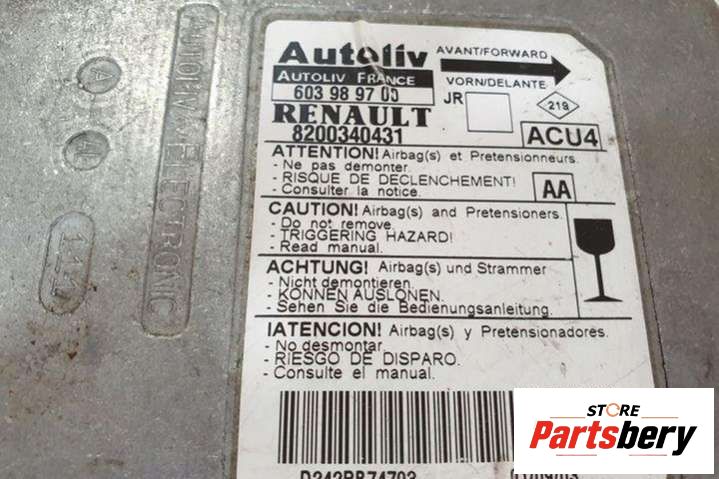 Autoliv
AVANT/FORWARD
AUTOLIV FRANCE
VORN/DELANTE
603 98 97 00
JR
219
RENAULT
8200340431
ACU4
ATTENTION! Airbag(s) et Pretensionneurs.
- Ne pas demonter.
- RISQUE DE DECLENCHEMENT!
- Consulter la notice.
AA
CAUTION! Airbag(s) and Pretensioners.
- Do not remove.
- TRIGGERING HAZARD!
- Read manual.
ACHTUNG! Airbag(s) und Strammer
- Nicht demontieren.
- KONNEN AUSLONEN.
- Sehen Sie die Bedienungsanleitung.
!ATENCION! Airbag(s) y Pretensionadores.
- No desmontar.
- RIESGO DE DISPARO.
- Consulte el manual.
AUTOLIV ELECTRONIC
A
STORE
Partsbery